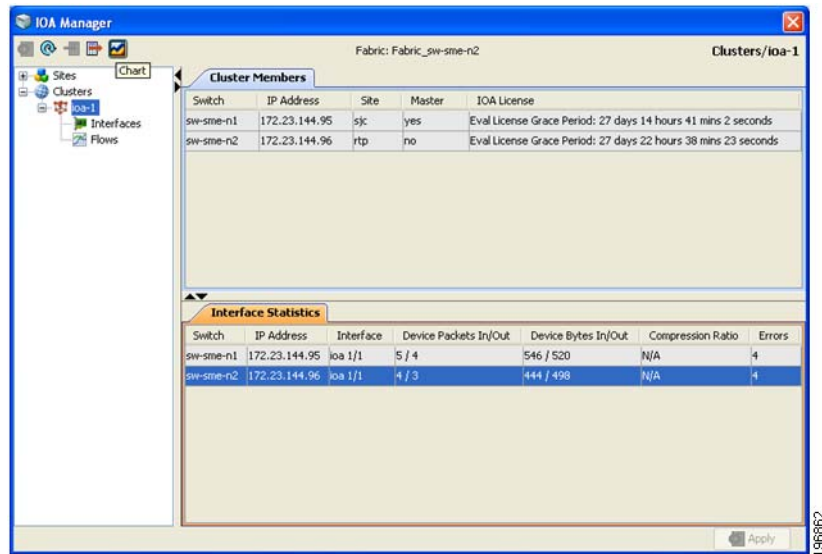 IOA Manager
Fabric: Fabric_sw-sme-n2
Clusters/ioa-1
Chart
Sites
Clusters
ioa-1
Interfaces
Flows
Cluster Members
Switch IP Address Site Master IOA License
sw-sme-n1 172.23.144.95 sjc yes Eval License Grace Period: 27 days 14 hours 41 mins 2 seconds
sw-sme-n2 172.23.144.96 rtp no Eval License Grace Period: 27 days 22 hours 38 mins 23 seconds
Interface Statistics
Switch IP Address Interface Device Packets In/Out Device Bytes In/Out Compression Ratio Errors
sw-sme-n1 172.23.144.95 ioa 1/1 5 / 4 546 / 520 N/A 4
sw-sme-n2 172.23.144.96 ioa 1/1 4 / 3 444 / 498 N/A 4
Apply